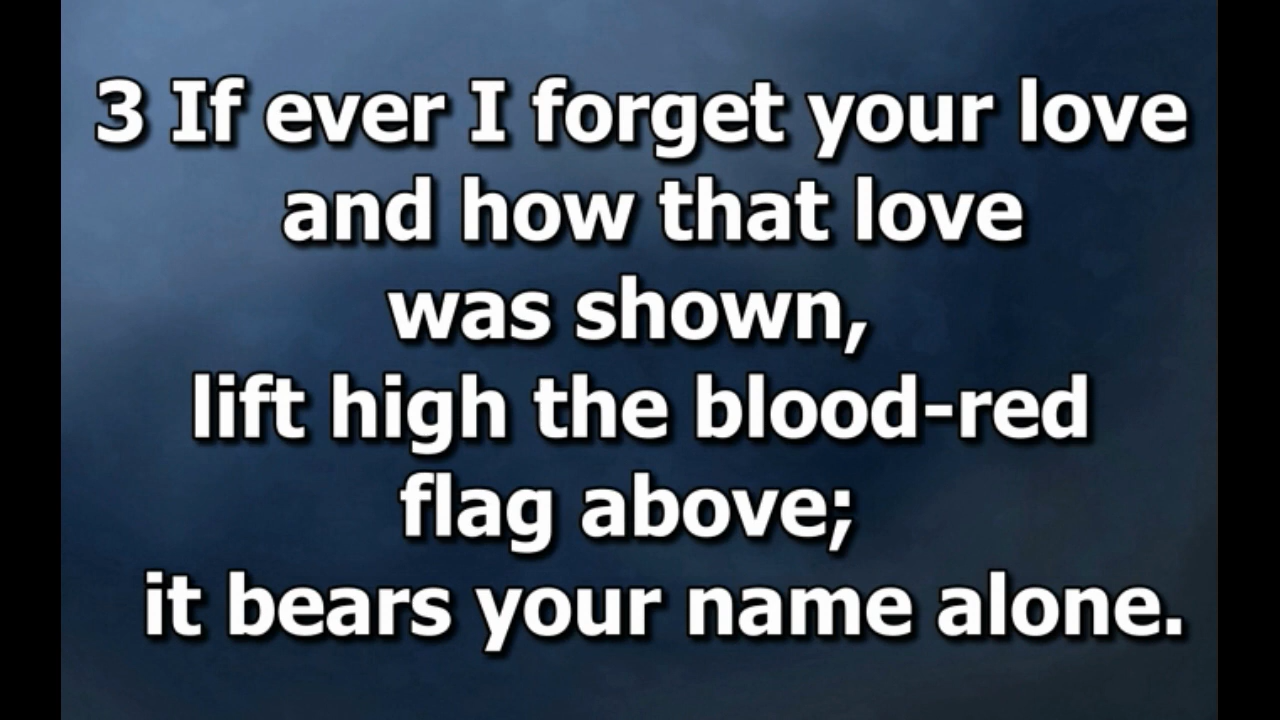 3 If ever I forget your love
and how that love
was shown,
lift high the blood-red
flag above;
it bears your name alone.